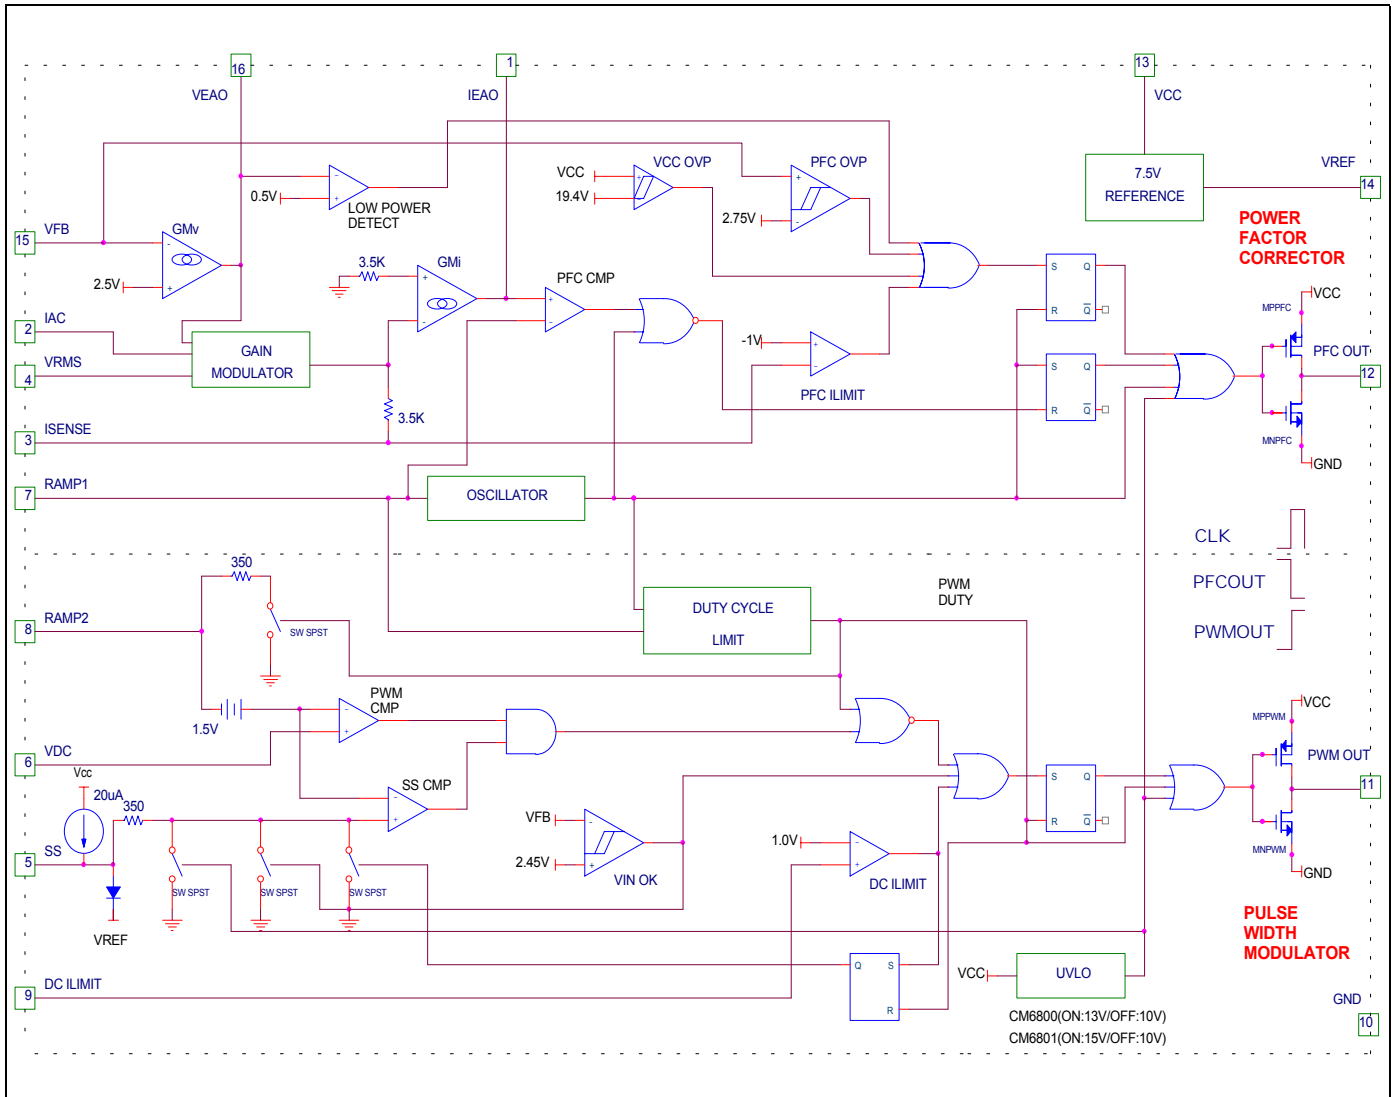 16
1
13
VEAO
IEAO
VCC
VCC OVP
PFC OVP
VCC
19.4V
+
-
+
-
7.5V
REFERENCE
VREF
14
0.5V
-
+
LOW POWER
DETECT
2.75V
POWER
FACTOR
CORRECTOR
15
VFB
GMv
-
+
2.5V
3.5K
GMi
+
-
PFC CMP
+
-
S
Q
R
Q
VCC
MPPFC
2
IAC
4
VRMS
GAIN
MODULATOR
-1V
+
-
PFC ILIMIT
S
Q
R
Q
PFC OUT
12
3.5K
3
ISENSE
MNPFC
GND
7
RAMP1
OSCILLATOR
CLK
350
PWM
DUTY
PFCOUT
8
RAMP2
SW SPST
DUTY CYCLE
LIMIT
PWMOUT
PWM
CMP
-
+
1.5V
VCC
MPPWM
6
VDC
PWM OUT
Vcc
20uA
350
SS CMP
-
+
S
Q
R
Q
11
VFB
-
+
2.45V
VIN OK
1.0V
-
+
DC ILIMIT
MNPWM
GND
5
SS
SW SPST
SW SPST
SW SPST
VREF
PULSE
WIDTH
MODULATOR
9
DC ILIMIT
Q
S
R
VCC
UVLO
GND
10
CM6800(ON:13V/OFF:10V)
CM6801(ON:15V/OFF:10V)